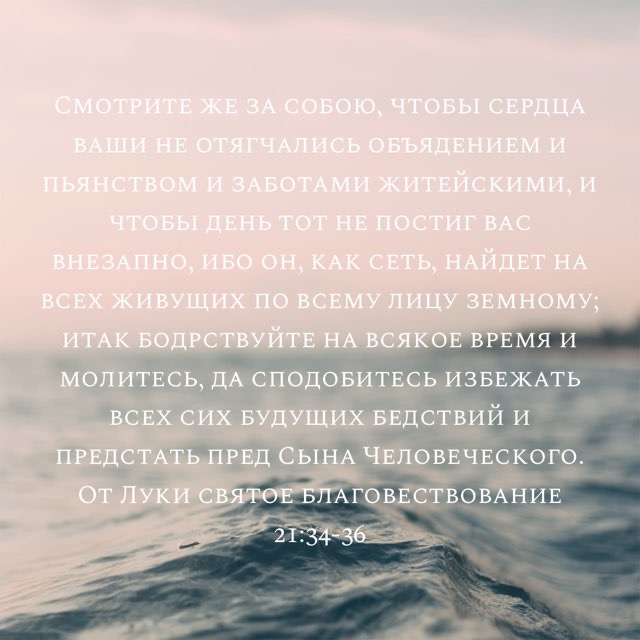 Смотрите же за собою, чтобы сердца
ваши не отягчались объядением и
пьянством и заботами житейскими, и
чтобы день тот не постиг вас
внезапно, ибо он, как сеть, найдет на
всех живущих по всему лицу земному;
итак бодрствуйте на всякое время и
молитесь, да сподобитесь избежать
всех сих будущих бедствий и
предстать пред Сына Человеческого.
От Луки святое благовествование
21:34-36